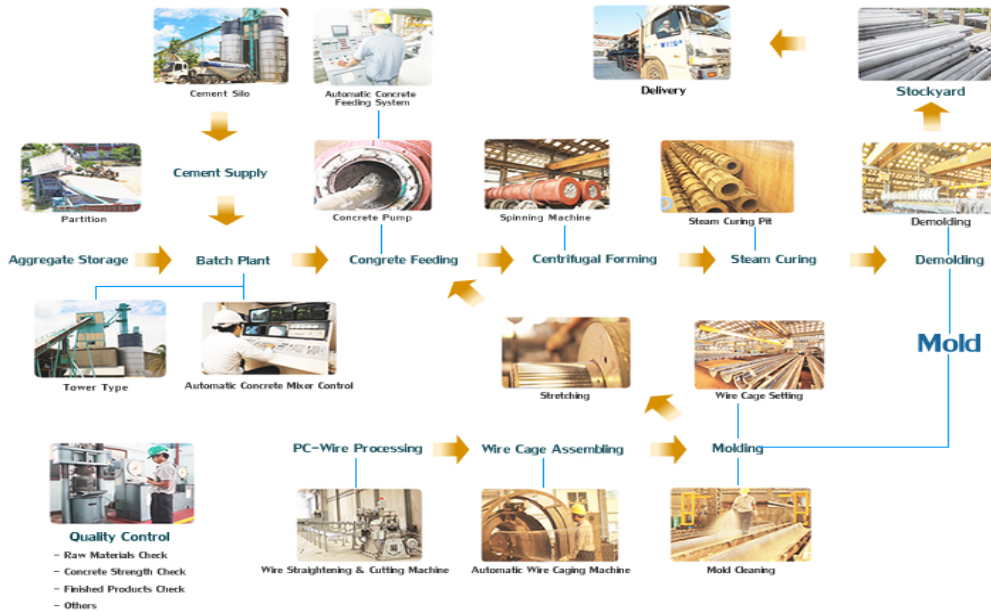 Cement Silo
Automatic Concrete
Feeding System
Delivery
Stockyard
Cement Supply
Partition
Concrete Pump
Spinning Machine
Steam Curing Pit
Demolding
Aggregate Storage
Batch Plant
Congrete Feeding
Centrifugal Forming
Steam Curing
Demolding
Mold
Tower Type
Automatic Concrete Mixer Control
Stretching
Wire Cage Setting
PC-Wire Processing
Wire Cage Assembling
Molding
Quality Control
- Raw Materials Check
- Concrete Strength Check
- Finished Products Check
- Others
Wire Straightening & Cutting Machine
Automatic Wire Caging Machine
Mold Cleaning